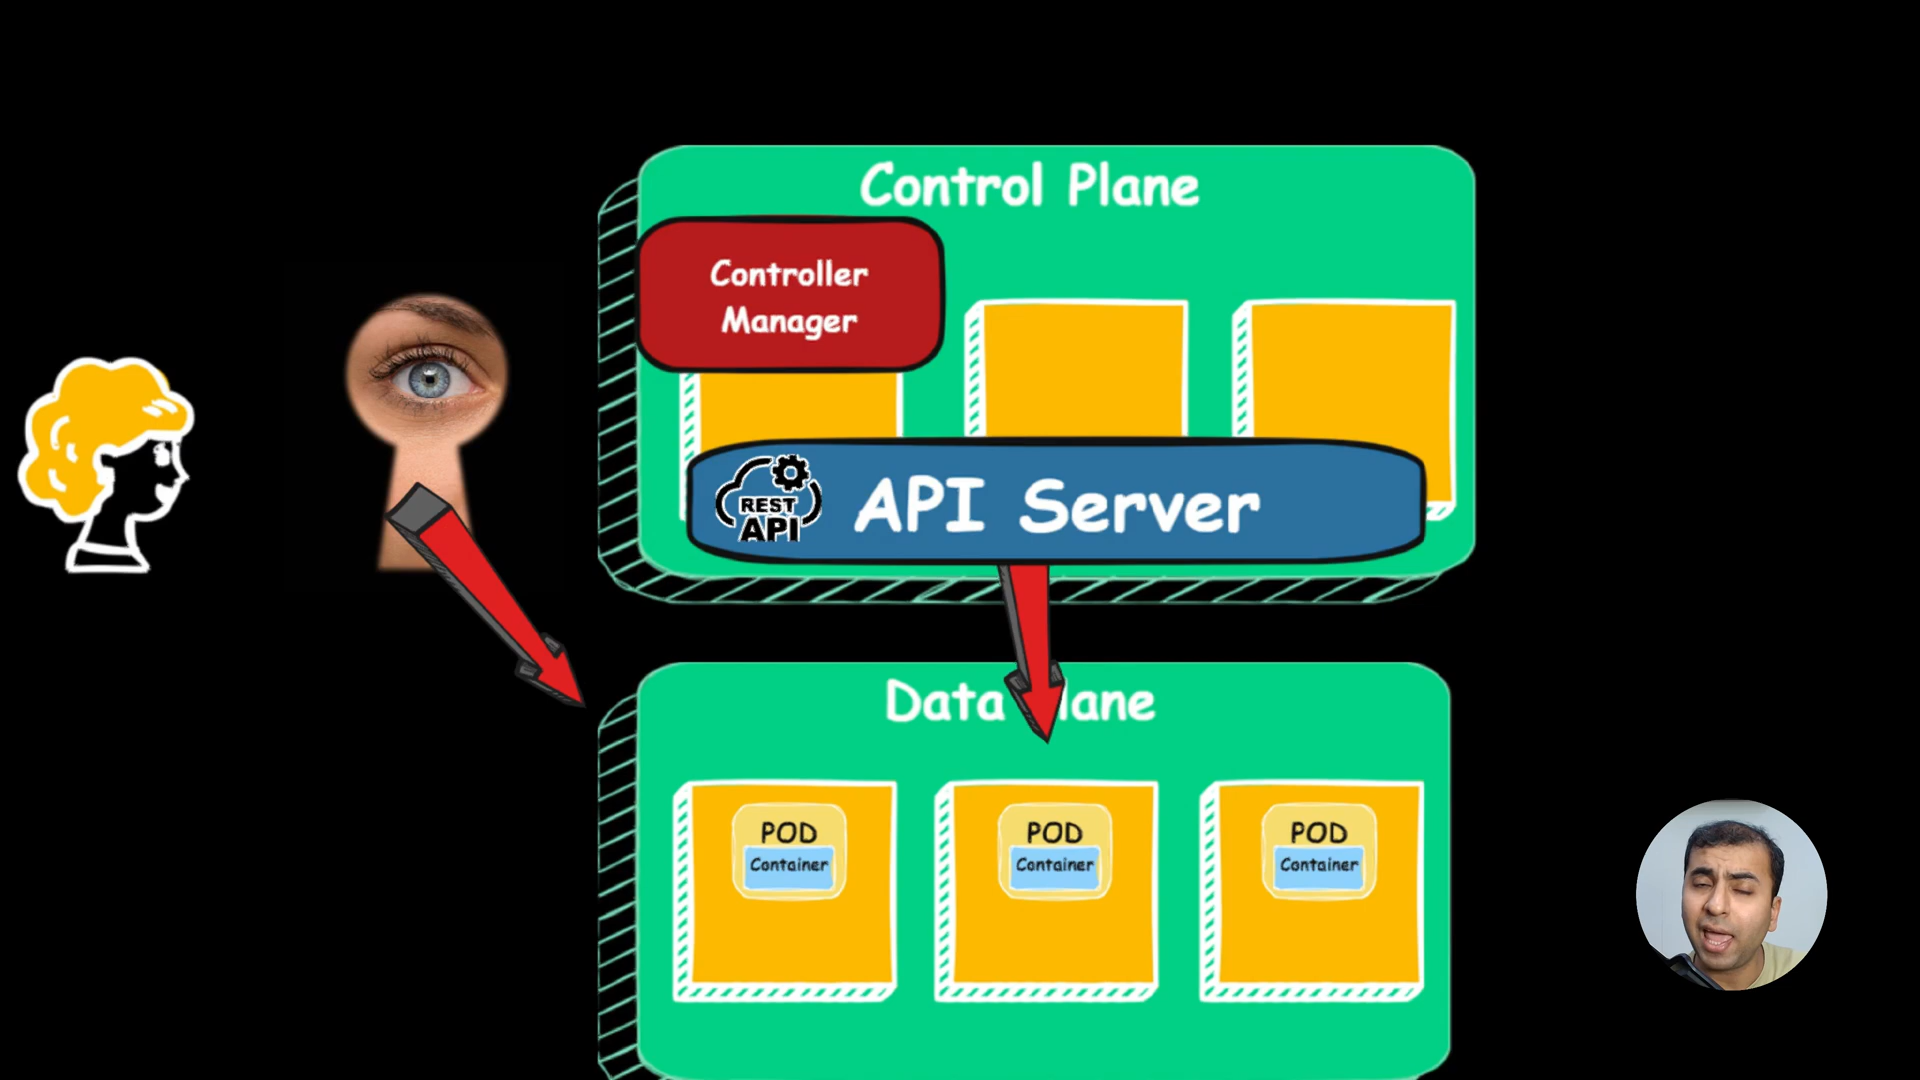 Control Plane
Controller
Manager
REST
API
API Server
Data lane
POD
Container
POD
Container
POD
Container